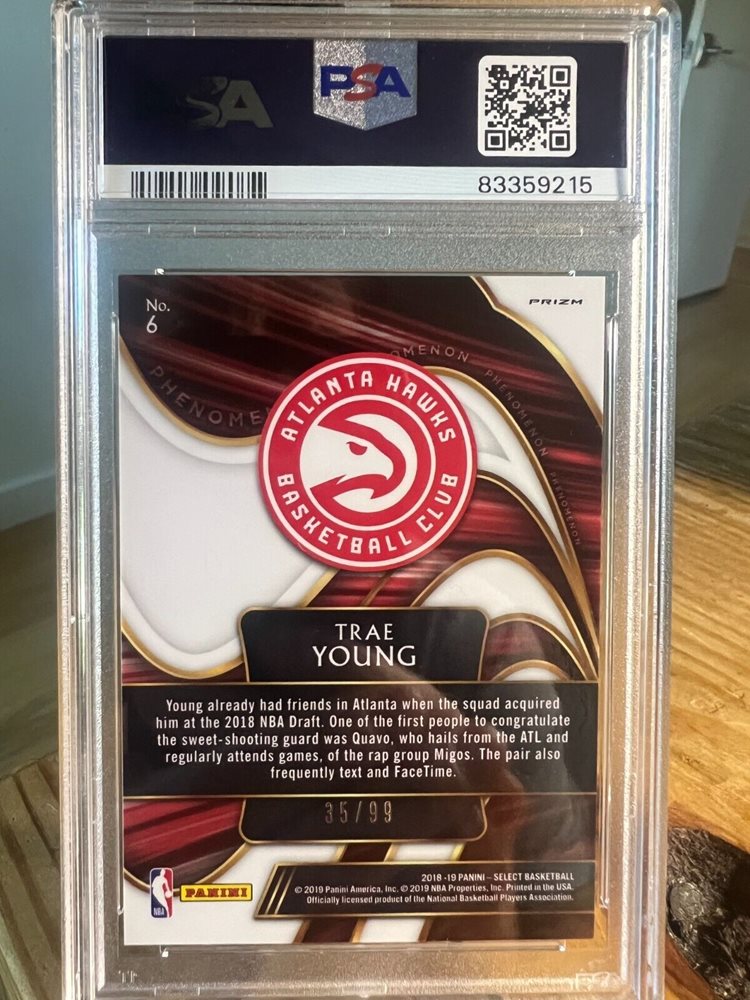 SA
PSA
83359215
No.
6
PRIZM
PHENOME
OMENON
PHENOMENON
PHENOMENON
ATLANTA HAWKS
BASKETBALL CLUB
TRAE
YOUNG
Young already had friends in Atlanta when the squad acquired
him at the 2018 NBA Draft. One of the first people to congratulate
the sweet-shooting guard was Quavo, who hails from the ATL and
regularly attends games, of the rap group Migos. The pair also
frequently text and FaceTime.
35/99
2018-19 PANINI – SELECT BASKETBALL
© 2019 Panini America, Inc. © 2019 NBA Properties, Inc. Printed in the USA.
Officially licensed product of the National Basketball Players Association.
NBA
PANINI